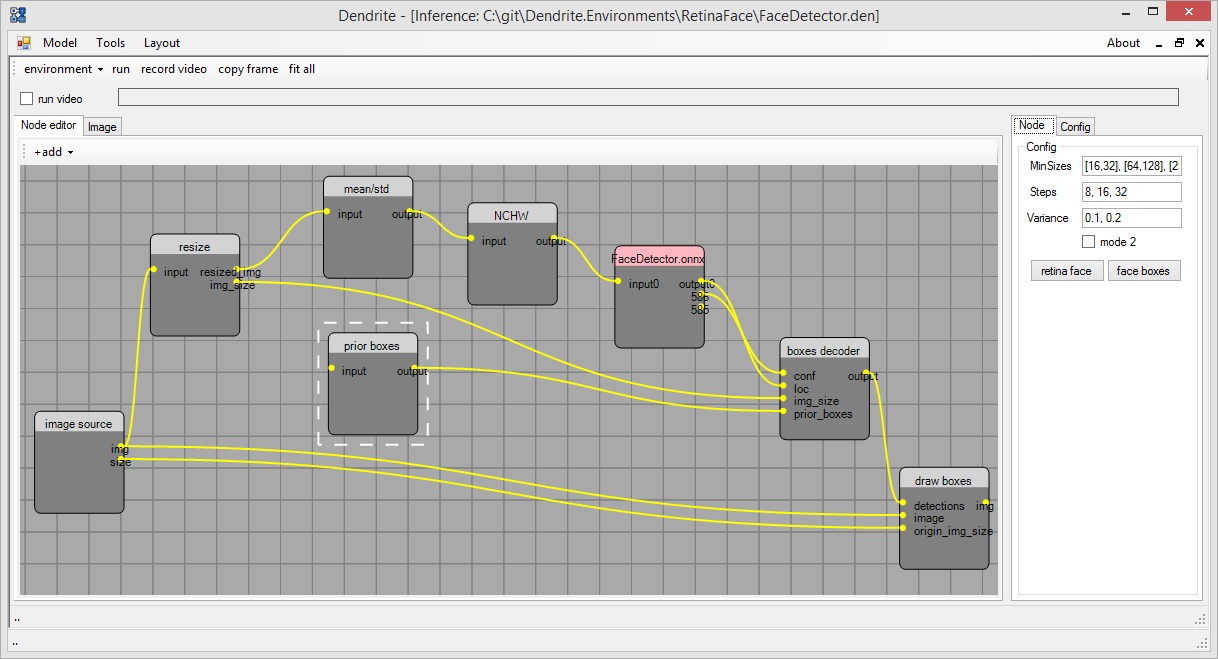 Dendrite - [Inference: C:\git\Dendrite.Environments\RetinaFace\FaceDetector.den]
Model Tools Layout About
environment run record video copy frame fit all
run video
Node editor Image
+add
mean/std
input output
NCHW
input output
resize
input resized_img
img_size
FaceDetector.onnx
input0 output0
586
585
prior boxes
input output
boxes decoder
conf output
loc
img_size
prior_boxes
image source
img
size
draw boxes
detections img
image
origin_img_size
Node Config
Config
MinSizes [16,32], [64,128], [2
Steps 8, 16, 32
Variance 0.1, 0.2
mode 2
retina face face boxes
..
..